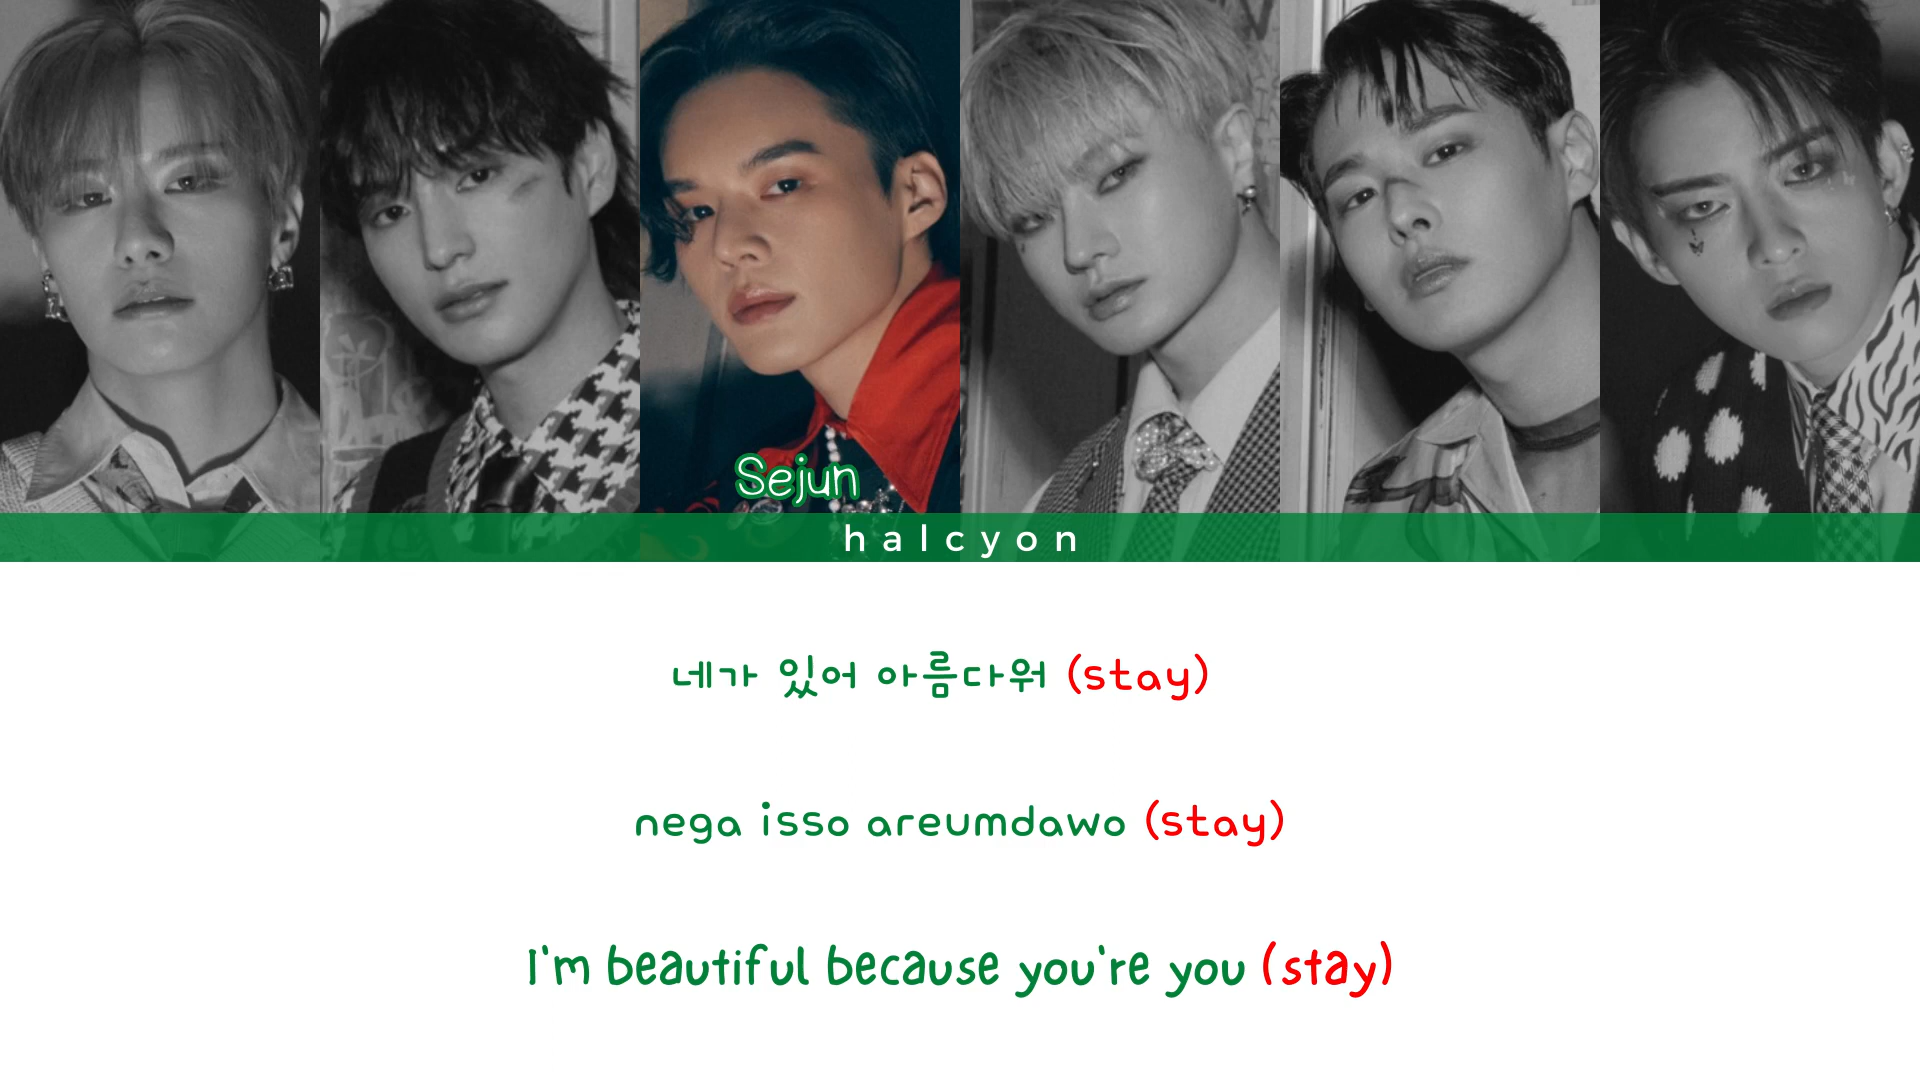 Sejun
halcyon
네가 있어 아름다워 (stay)
nega isso areumdawo (stay)
I'm beautiful because you're you (stay)